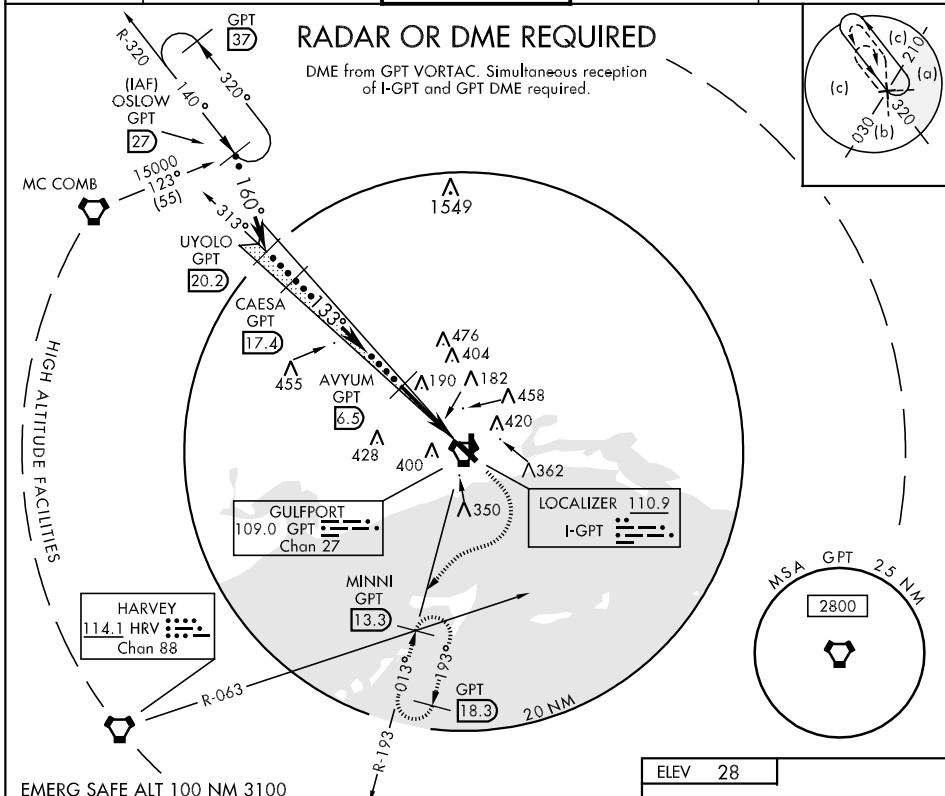 GPT
37
RADAR OR DME REQUIRED
DME from GPT VORTAC. Simultaneous reception
of I-GPT and GPT DME required.
R-320
320°
140°
(IAF)
OSLOW
GPT
27
15000
123°
(55)
MC COMB
160°
313°
UYOLO
GPT
20.2
CAESA
GPT
17.4
133°
AVYUM
GPT
6.5
1549
476
404
190
182
458
420
455
428
400
362
350
(c)
210
(a)
(c)
320
030
(b)
HIGH ALTITUDE FACILITIES
GULFPORT
109.0 GPT
Chan 27
LOCALIZER 110.9
I-GPT
MINNI
GPT
13.3
HARVEY
114.1 HRV
Chan 88
R-063
013°
193°
GPT
18.3
20 NM
R-193
MSA GPT 25 NM
2800
EMERG SAFE ALT 100 NM 3100
ELEV 28